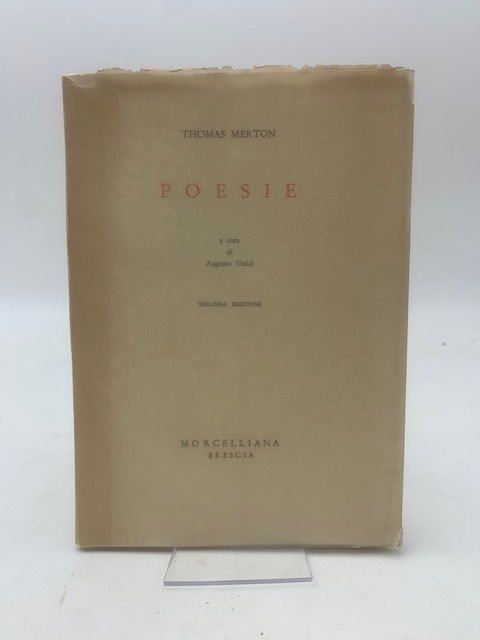 THOMAS MERTON
POESIE
a cura
di
Augusto Guidi
SECONDA EDIZIONE
MORCELLIANA
BRESCIA